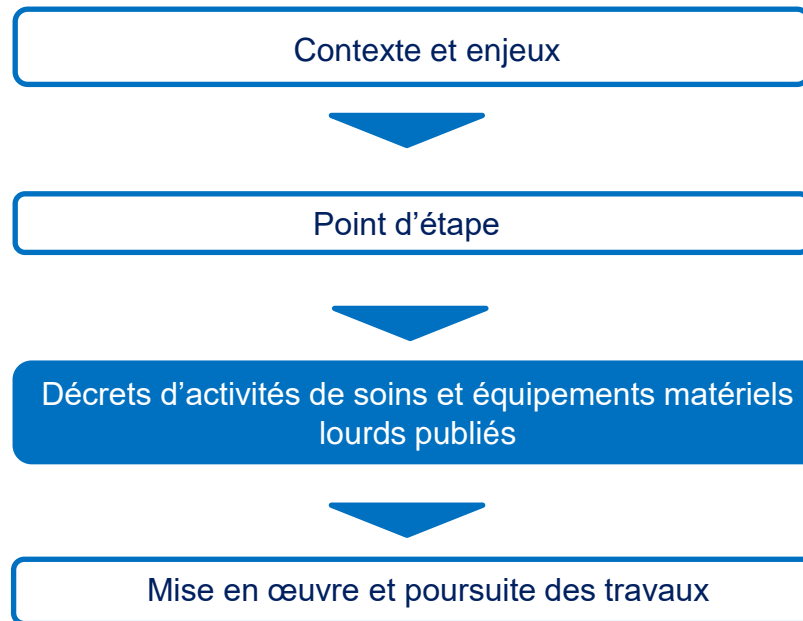 Contexte et enjeux
Point d’étape
Décrets d’activités de soins et équipements matériels
lourds publiés
Mise en œuvre et poursuite des travaux